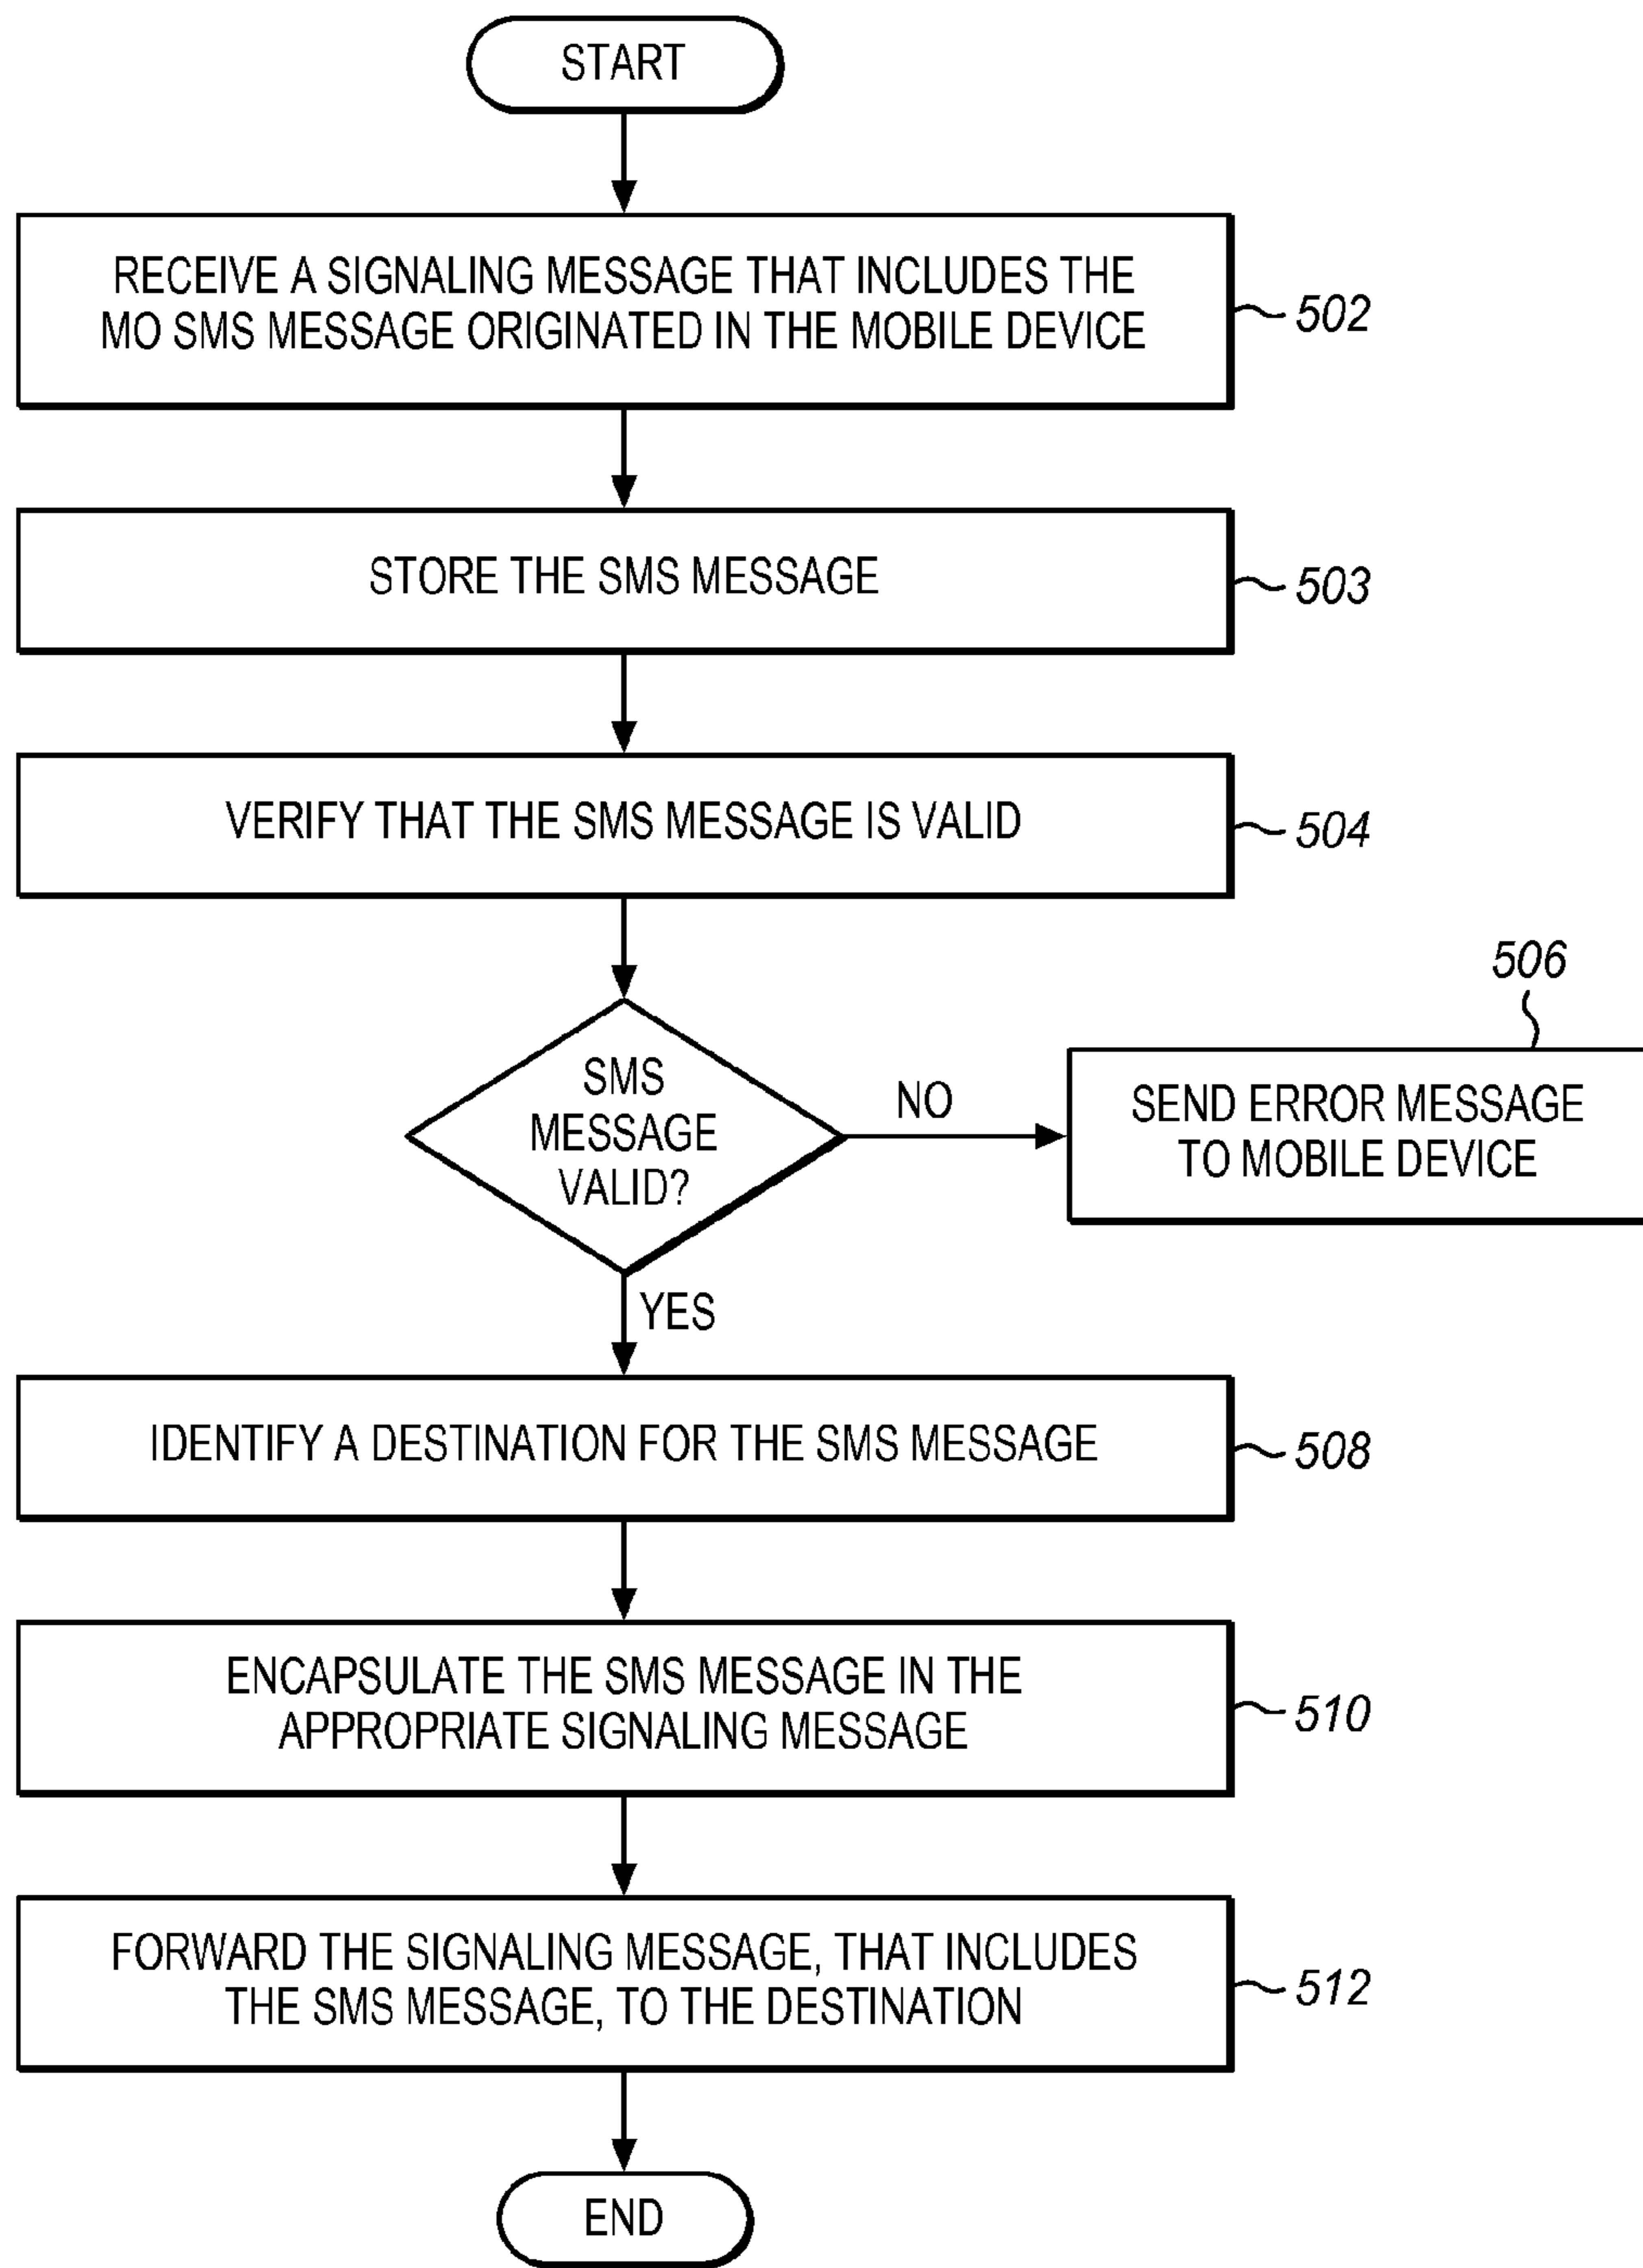 START
RECEIVE A SIGNALING MESSAGE THAT INCLUDES THE
MO SMS MESSAGE ORIGINATED IN THE MOBILE DEVICE
502
STORE THE SMS MESSAGE
503
VERIFY THAT THE SMS MESSAGE IS VALID
504
SMS
MESSAGE
VALID?
NO
506
SEND ERROR MESSAGE
TO MOBILE DEVICE
YES
IDENTIFY A DESTINATION FOR THE SMS MESSAGE
508
ENCAPSULATE THE SMS MESSAGE IN THE
APPROPRIATE SIGNALING MESSAGE
510
FORWARD THE SIGNALING MESSAGE, THAT INCLUDES
THE SMS MESSAGE, TO THE DESTINATION
512
END